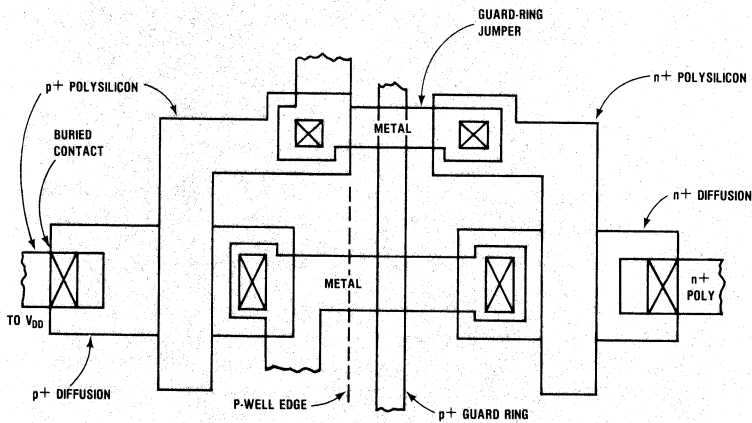 GUARD-RING
JUMPER
p+ POLYSILICON
n+ POLYSILICON
BURIED
CONTACT
METAL
n+ DIFFUSION
METAL
n+
POLY
TO VDD
p+ DIFFUSION
P-WELL EDGE
p+ GUARD RING